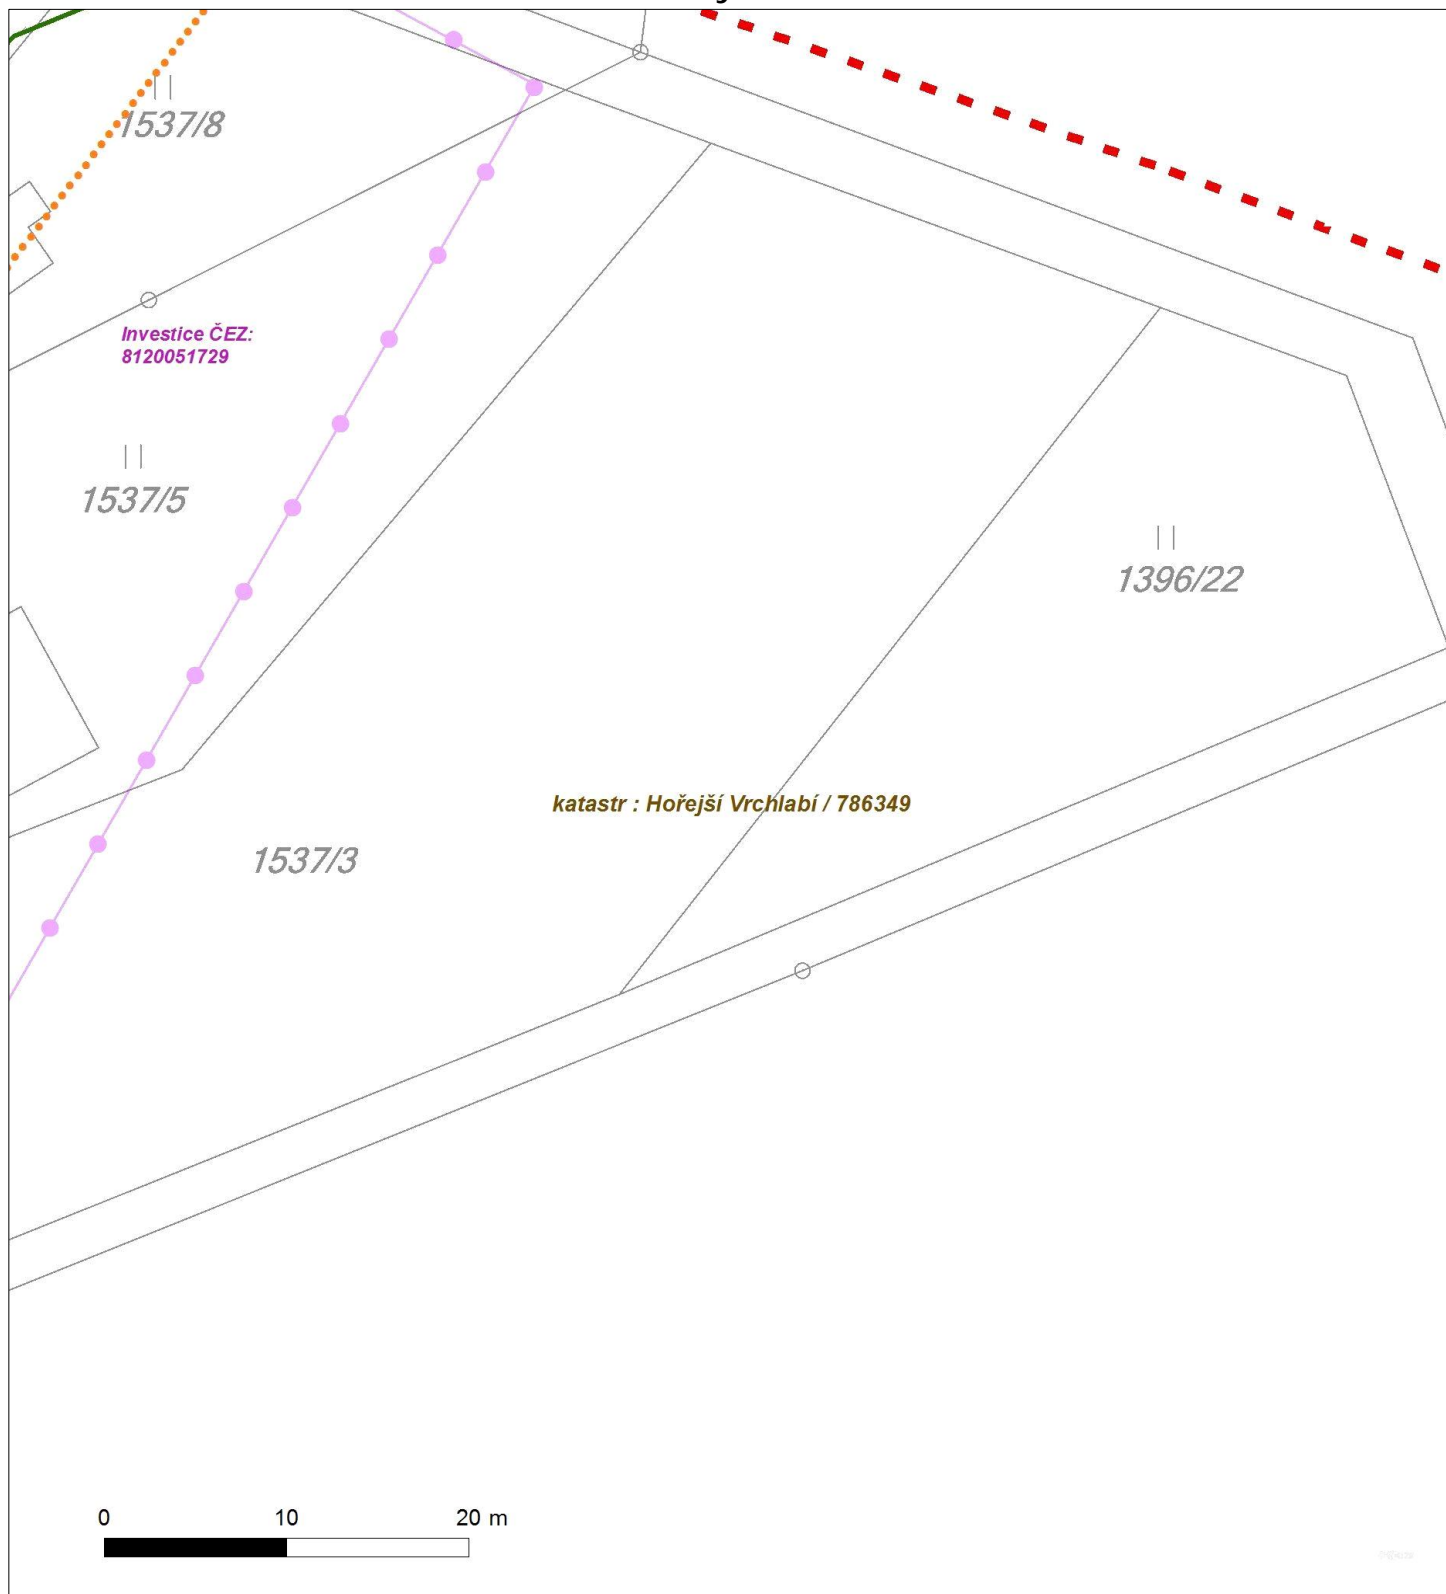 1537/8
Investice ČEZ:
8120051729
1537/5
1396/22
katastr : Hořejší Vrchlabí / 786349
1537/3
0 10 20 m